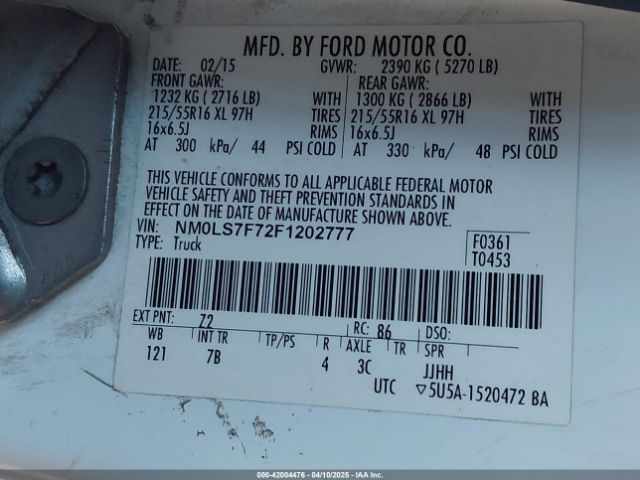 MFD. BY FORD MOTOR CO.
DATE: 02/15 GVWR: 2390 KG ( 5270 LB)
FRONT GAWR: REAR GAWR:
1232 KG ( 2716 LB) WITH 1300 KG ( 2866 LB) WITH
215/55R16 XL 97H TIRES 215/55R16 XL 97H TIRES
16x6.5J RIMS 16x6.5J RIMS
AT 300 kPa/ 44 PSI COLD AT 330 kPa/ 48 PSI COLD
THIS VEHICLE CONFORMS TO ALL APPLICABLE FEDERAL MOTOR
VEHICLE SAFETY AND THEFT PREVENTION STANDARDS IN
EFFECT ON THE DATE OF MANUFACTURE SHOWN ABOVE.
VIN: NM0LS7F72F1202777
TYPE: Truck
F0361
T0453
EXT PNT: 72 RC: 86 DSO:
WB INT TR TP/PS R AXLE TR SPR
121 7B 4 3C JJHH
UTC ▽5U5A-1520472 BA
000-42004476 - 04/10/2025 - IAAI.COM